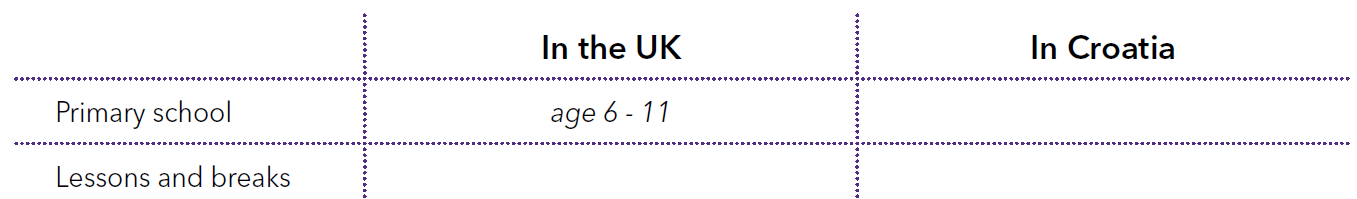 In the UK In Croatia
Primary school age 6 - 11
Lessons and breaks